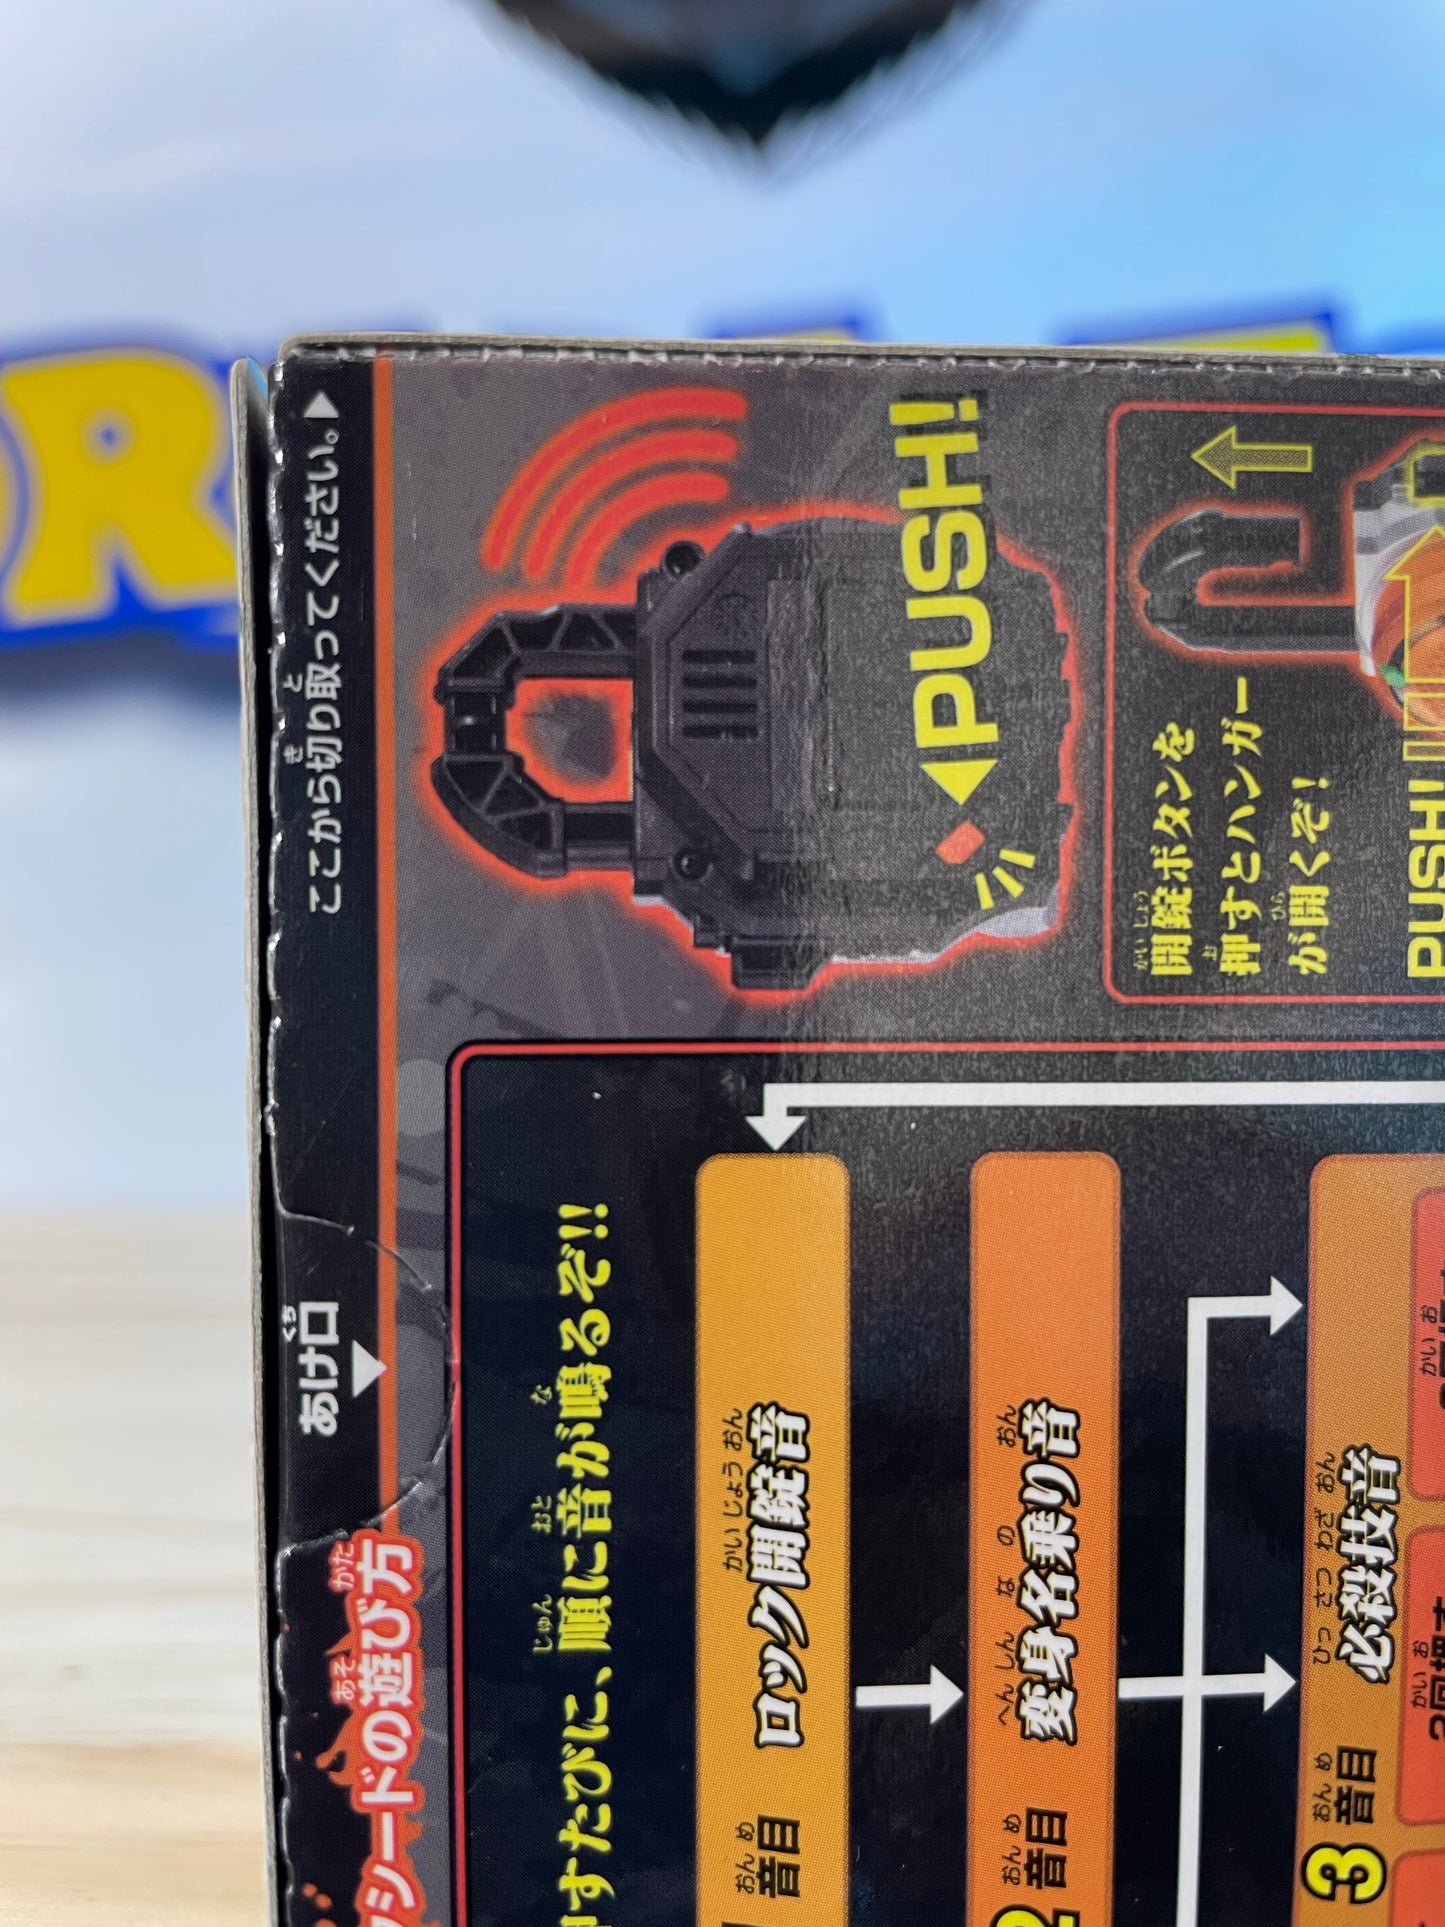 ここから切り取ってください。
あけ口
シードの遊び方
すたびに、順に音が鳴るぞ!!
PUSH!
開錠ボタンを
押すとハンガー
が開くぞ!
PUSH!
音目 ロック開錠音
2 音目 変身名乗り音
3 音目 必殺技音
2回押す